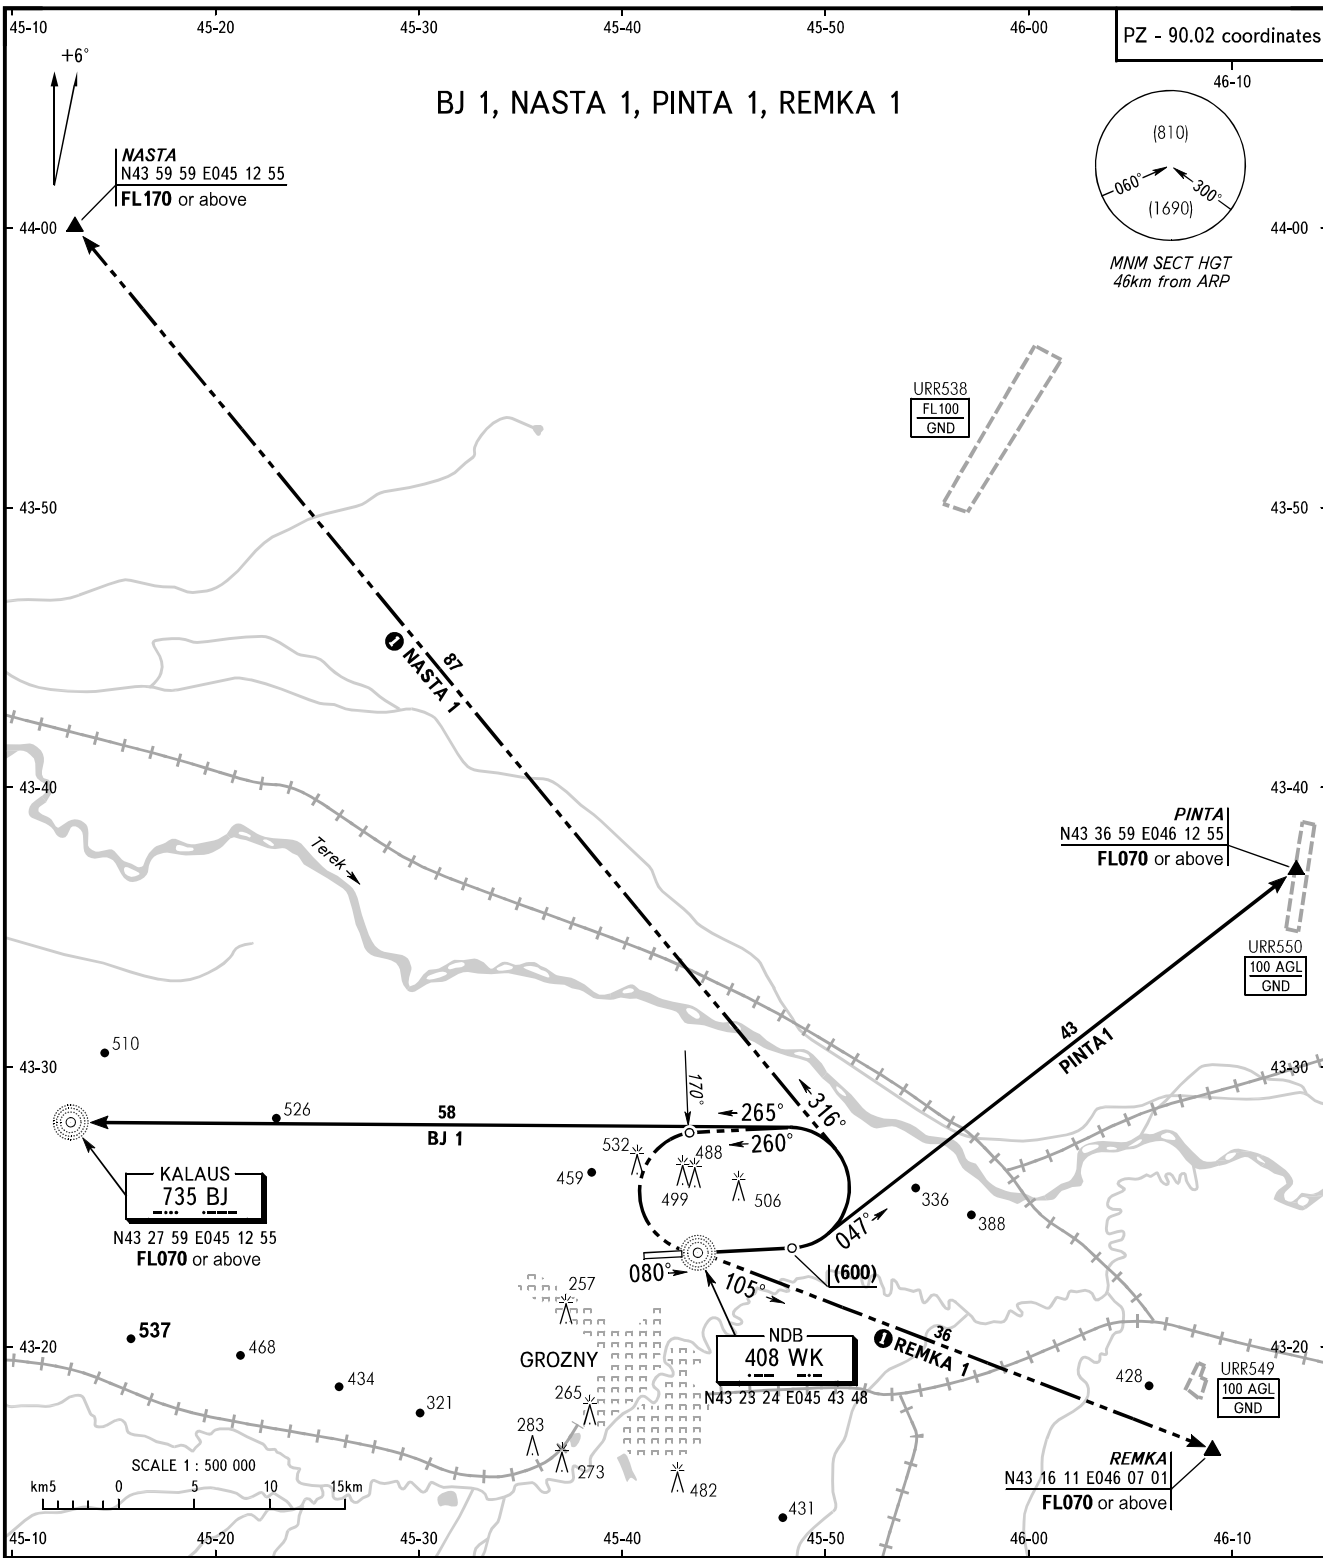 45-10
45-20
45-30
45-40
45-50
46-00
PZ - 90.02 coordinates
46-10
+6°
BJ 1, NASTA 1, PINTA 1, REMKA 1
(810)
060°
300°
(1690)
MNM SECT HGT
46km from ARP
NASTA
N43 59 59 E045 12 55
FL170 or above
44-00
44-00
URR538
FL100
GND
43-50
43-50
1 NASTA 1
87
43-40
43-40
Terek
PINTA
N43 36 59 E046 12 55
FL070 or above
URR550
100 AGL
GND
43
PINTA1
510
43-30
43-30
170°
316°
526
58
BJ 1
265°
260°
532
488
459
499
506
336
388
KALAUS
735 BJ
N43 27 59 E045 12 55
FL070 or above
047°
(600)
080°
105°
257
NDB
408 WK
N43 23 24 E045 43 48
36
1 REMKA 1
537
468
43-20
43-20
GROZNY
434
321
265
283
273
482
428
URR549
100 AGL
GND
REMKA
N43 16 11 E046 07 01
FL070 or above
431
SCALE 1 : 500 000
km5 0 5 10 15km
45-10
45-20
45-30
45-40
45-50
46-00
46-10